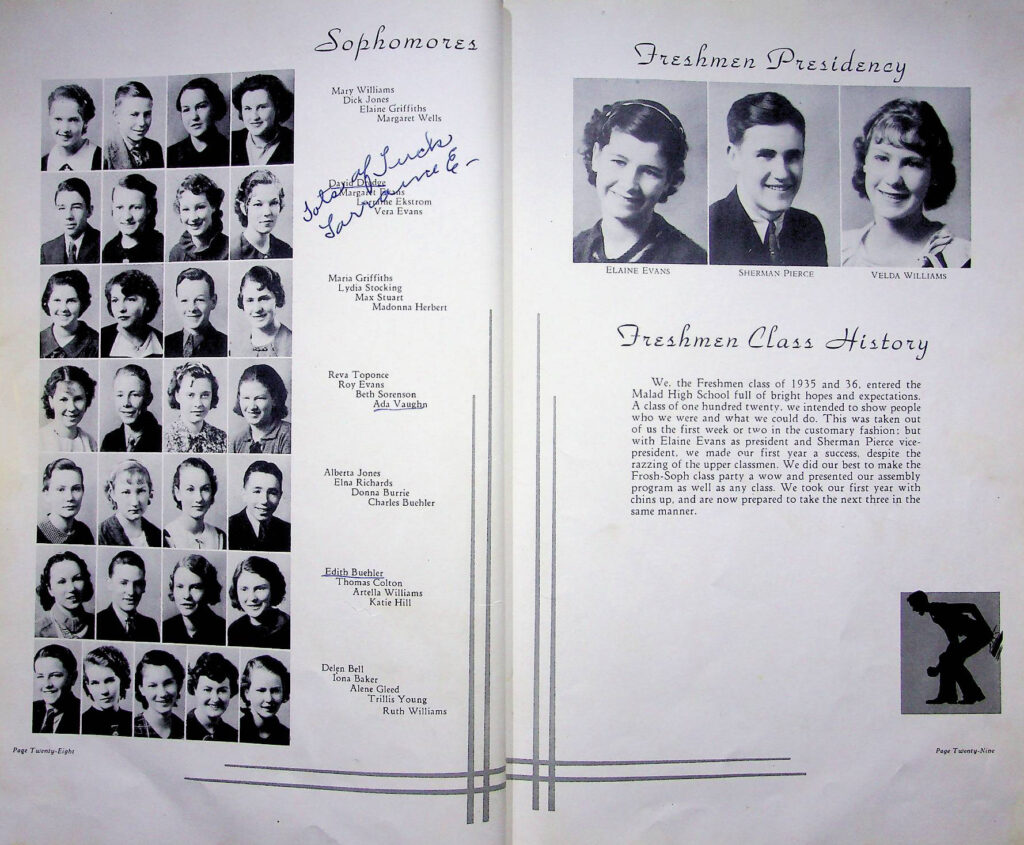 Sophomores
Mary Williams
Dick Jones
Elaine Griffiths
Margaret Wells
Lots of Luck
Lorraine E-
David Dredge
Margaret Evans
Lorraine Ekstrom
Vera Evans
Maria Griffiths
Lydia Stocking
Max Stuart
Madonna Herbert
Reva Toponce
Roy Evans
Beth Sorenson
Ada Vaughn
Alberta Jones
Elna Richards
Donna Burrie
Charles Buehler
Edith Buehler
Thomas Colton
Artella Williams
Katie Hill
Delen Bell
Iona Baker
Alene Gleed
Trillis Young
Ruth Williams
Page Twenty-Eight
Freshmen Presidency
ELAINE EVANS
SHERMAN PIERCE
VELDA WILLIAMS
Freshmen Class History
We, the Freshmen class of 1935 and 36, entered the
Malad High School full of bright hopes and expectations.
A class of one hundred twenty, we intended to show people
who we were and what we could do. This was taken out
of us the first week or two in the customary fashion; but
with Elaine Evans as president and Sherman Pierce vice-
president, we made our first year a success, despite the
razzing of the upper classmen. We did our best to make the
Frosh-Soph class party a wow and presented our assembly
program as well as any class. We took our first year with
chins up, and are now prepared to take the next three in the
same manner.
Page Twenty-Nine